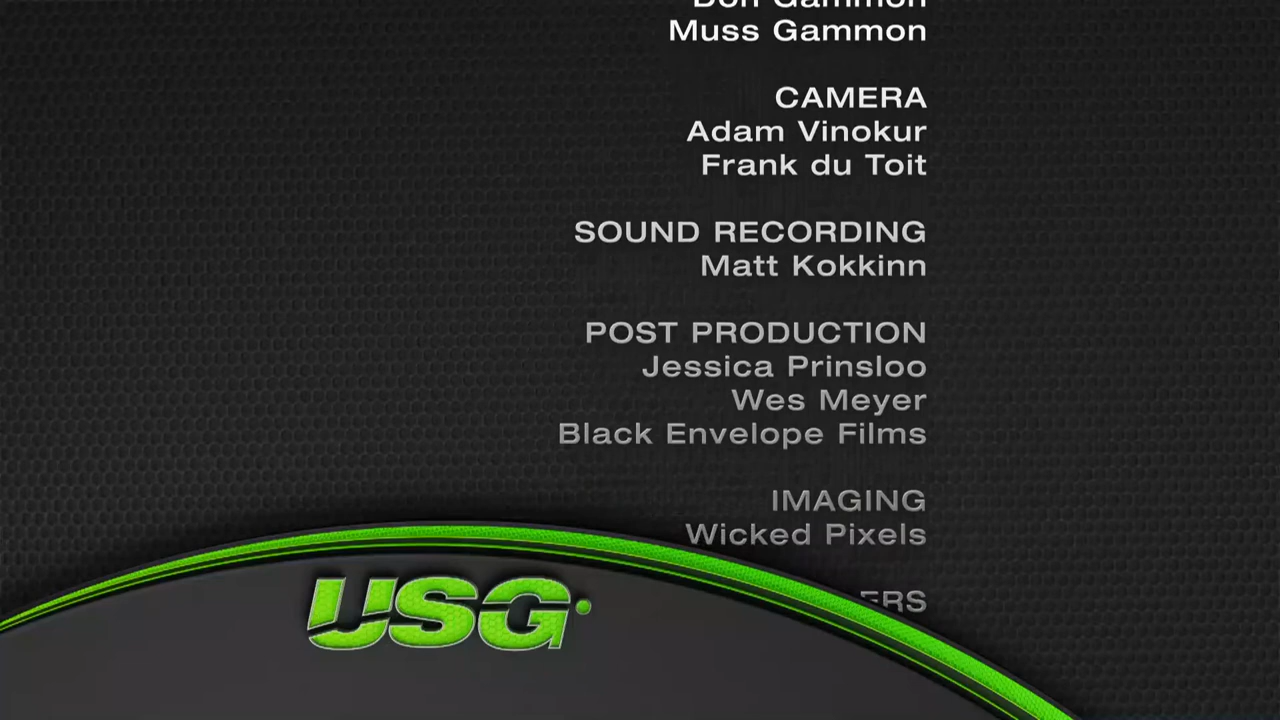 Muss Gammon
CAMERA
Adam Vinokur
Frank du Toit
SOUND RECORDING
Matt Kokkinn
POST PRODUCTION
Jessica Prinsloo
Wes Meyer
Black Envelope Films
IMAGING
Wicked Pixels
USG